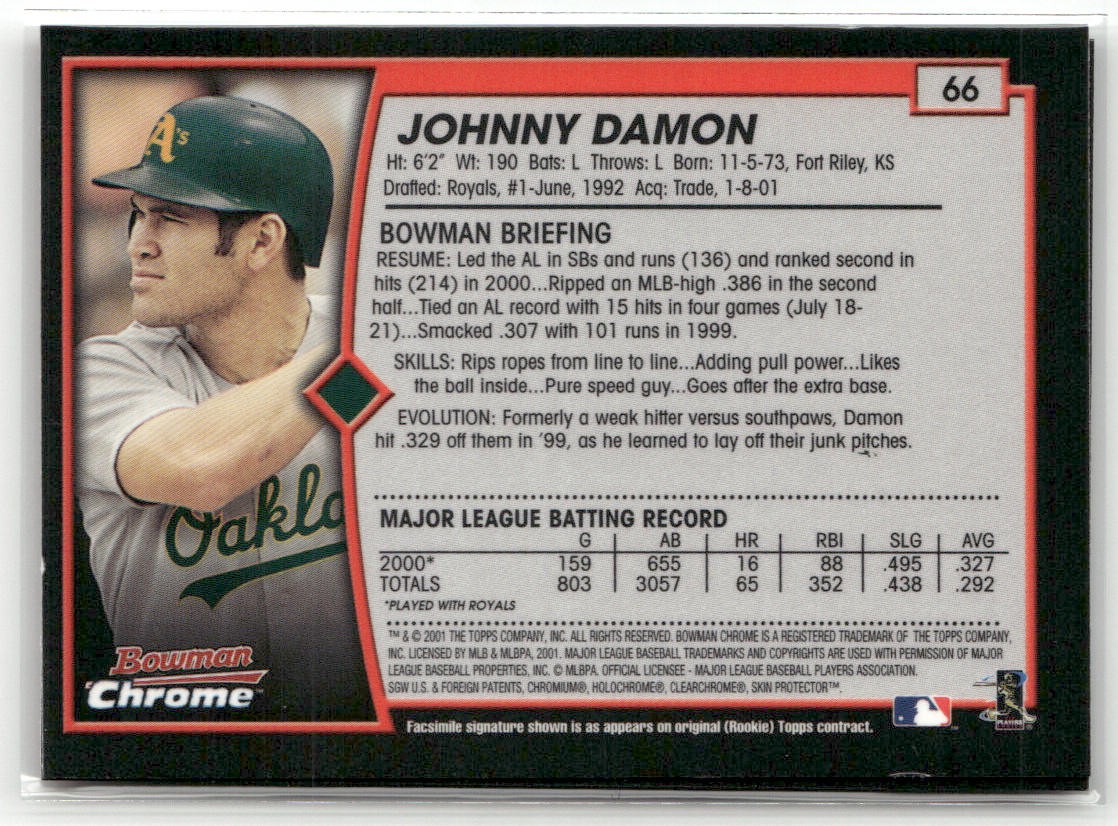 66
JOHNNY DAMON
Ht: 6'2" Wt: 190 Bats: L Throws: L Born: 11-5-73, Fort Riley, KS
Drafted: Royals, #1-June, 1992 Acq: Trade, 1-8-01
BOWMAN BRIEFING
RESUME: Led the AL in SBs and runs (136) and ranked second in
hits (214) in 2000...Ripped an MLB-high .386 in the second
half...Tied an AL record with 15 hits in four games (July 18-
21)...Smacked .307 with 101 runs in 1999.
SKILLS: Rips ropes from line to line...Adding pull power...Likes
the ball inside...Pure speed guy...Goes after the extra base.
EVOLUTION: Formerly a weak hitter versus southpaws, Damon
hit .329 off them in '99, as he learned to lay off their junk pitches.
MAJOR LEAGUE BATTING RECORD
G AB HR RBI SLG AVG
2000* 159 655 16 88 .495 .327
TOTALS 803 3057 65 352 .438 .292
*PLAYED WITH ROYALS
™ & © 2001 THE TOPPS COMPANY, INC. ALL RIGHTS RESERVED. BOWMAN CHROME IS A REGISTERED TRADEMARK OF THE TOPPS COMPANY,
INC. LICENSED BY MLB & MLBPA, 2001. MAJOR LEAGUE BASEBALL TRADEMARKS AND COPYRIGHTS ARE USED WITH PERMISSION OF MAJOR
LEAGUE BASEBALL PROPERTIES, INC. © MLBPA. OFFICIAL LICENSEE - MAJOR LEAGUE BASEBALL PLAYERS ASSOCIATION.
SGW U.S. & FOREIGN PATENTS, CHROMIUM®, HOLOCHROME®, CLEARCHROME®, SKIN PROTECTOR™.
Facsimile signature shown is as appears on original (Rookie) Topps contract.
A's
Oakla
Bowman
Chrome™
PLAYERS